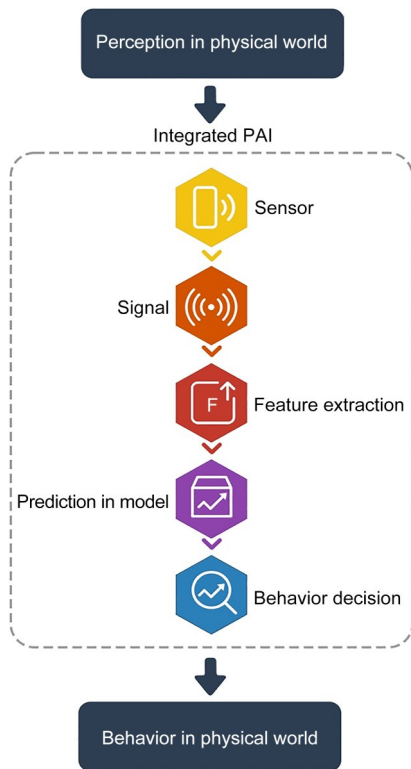 Perception in physical world
Integrated PAI
Sensor
Signal
F
Feature extraction
Prediction in model
Behavior decision
Behavior in physical world